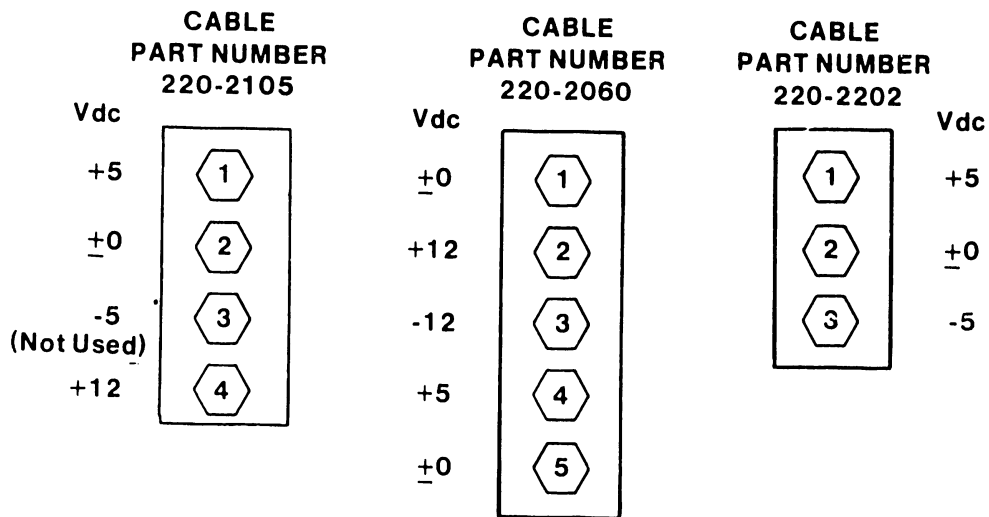 CABLE
PART NUMBER
220-2105
Vdc
+5 1
±0 2
-5 3
(Not Used)
+12 4
CABLE
PART NUMBER
220-2060
Vdc
±0 1
+12 2
-12 3
+5 4
±0 5
CABLE
PART NUMBER
220-2202
Vdc
1 +5
2 ±0
3 -5